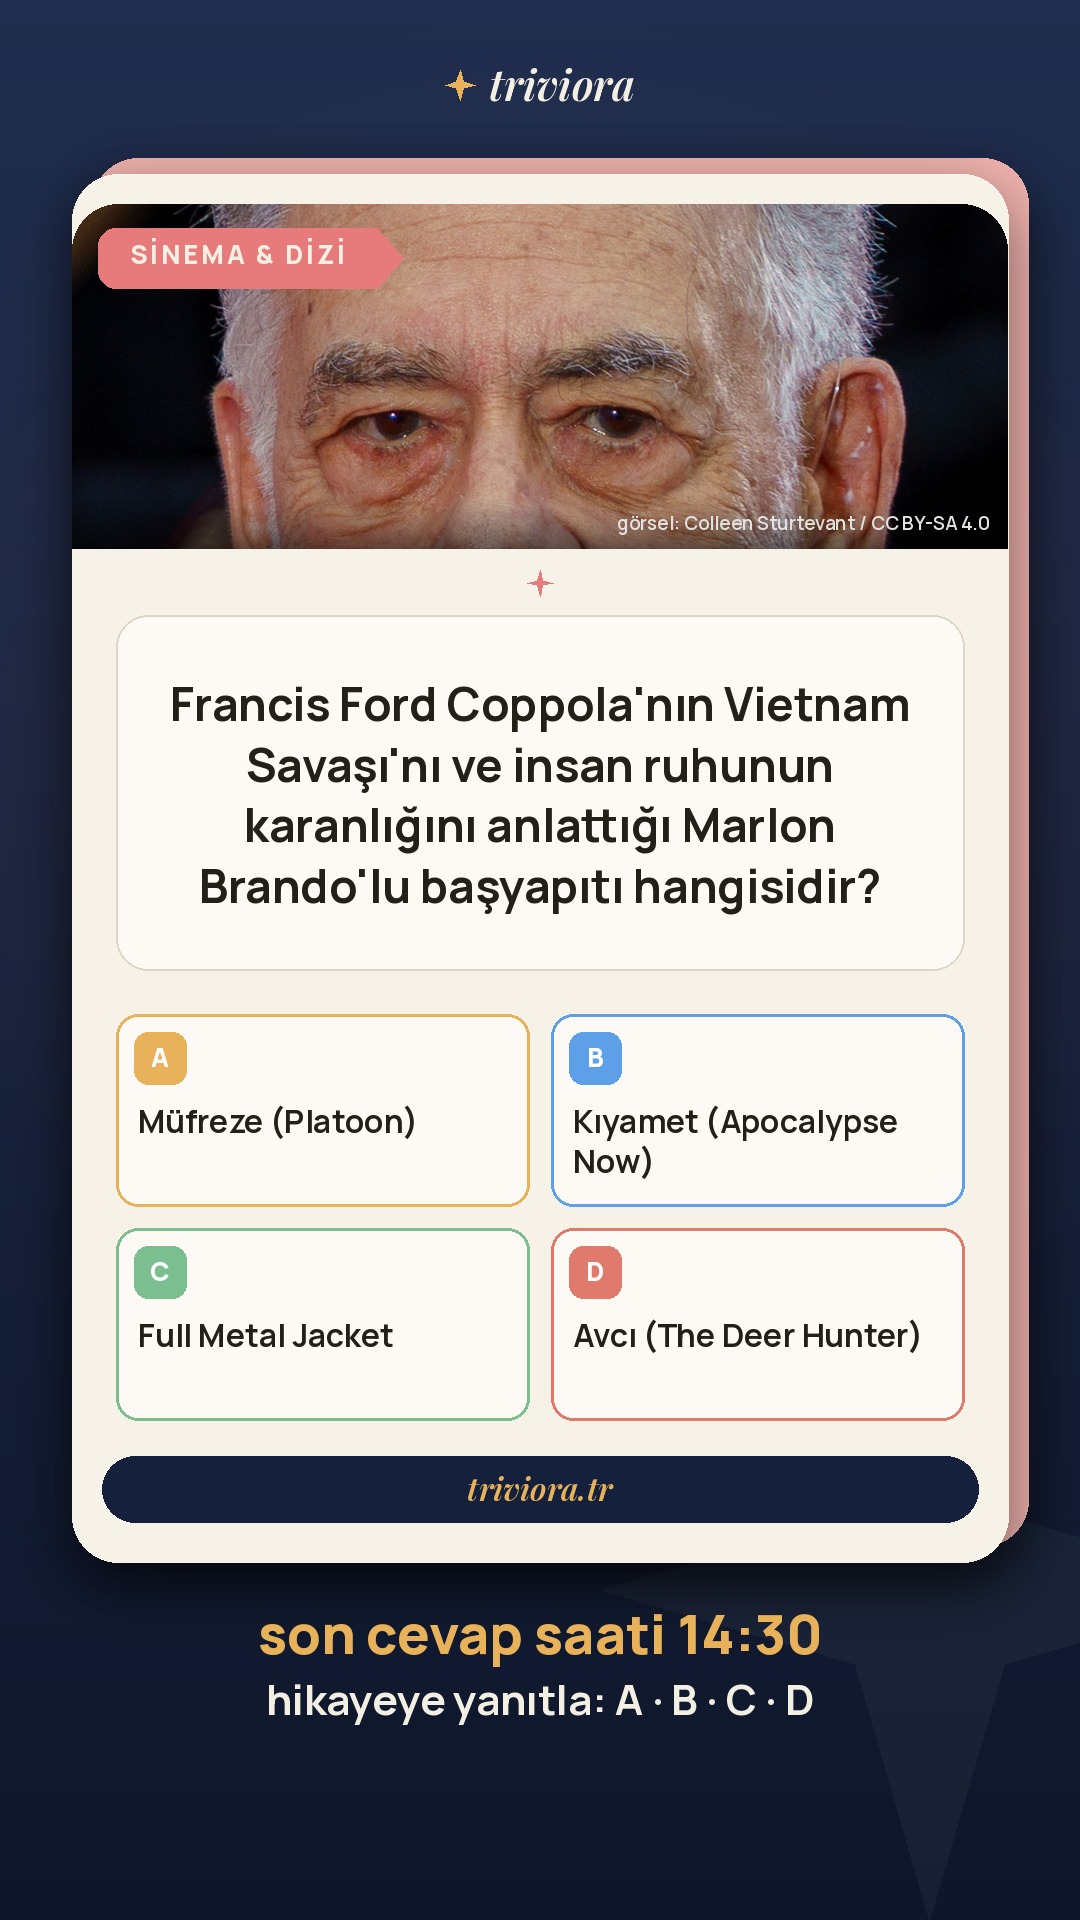 triviora
SİNEMA & DİZİ
görsel: Colleen Sturtevant / CC BY-SA 4.0
Francis Ford Coppola'nın Vietnam
Savaşı'nı ve insan ruhunun
karanlığını anlattığı Marlon
Brando'lu başyapıtı hangisidir?
A
Müfreze (Platoon)
B
Kıyamet (Apocalypse
Now)
C
Full Metal Jacket
D
Avcı (The Deer Hunter)
triviora.tr
son cevap saati 14:30
hikayeye yanıtla: A · B · C · D